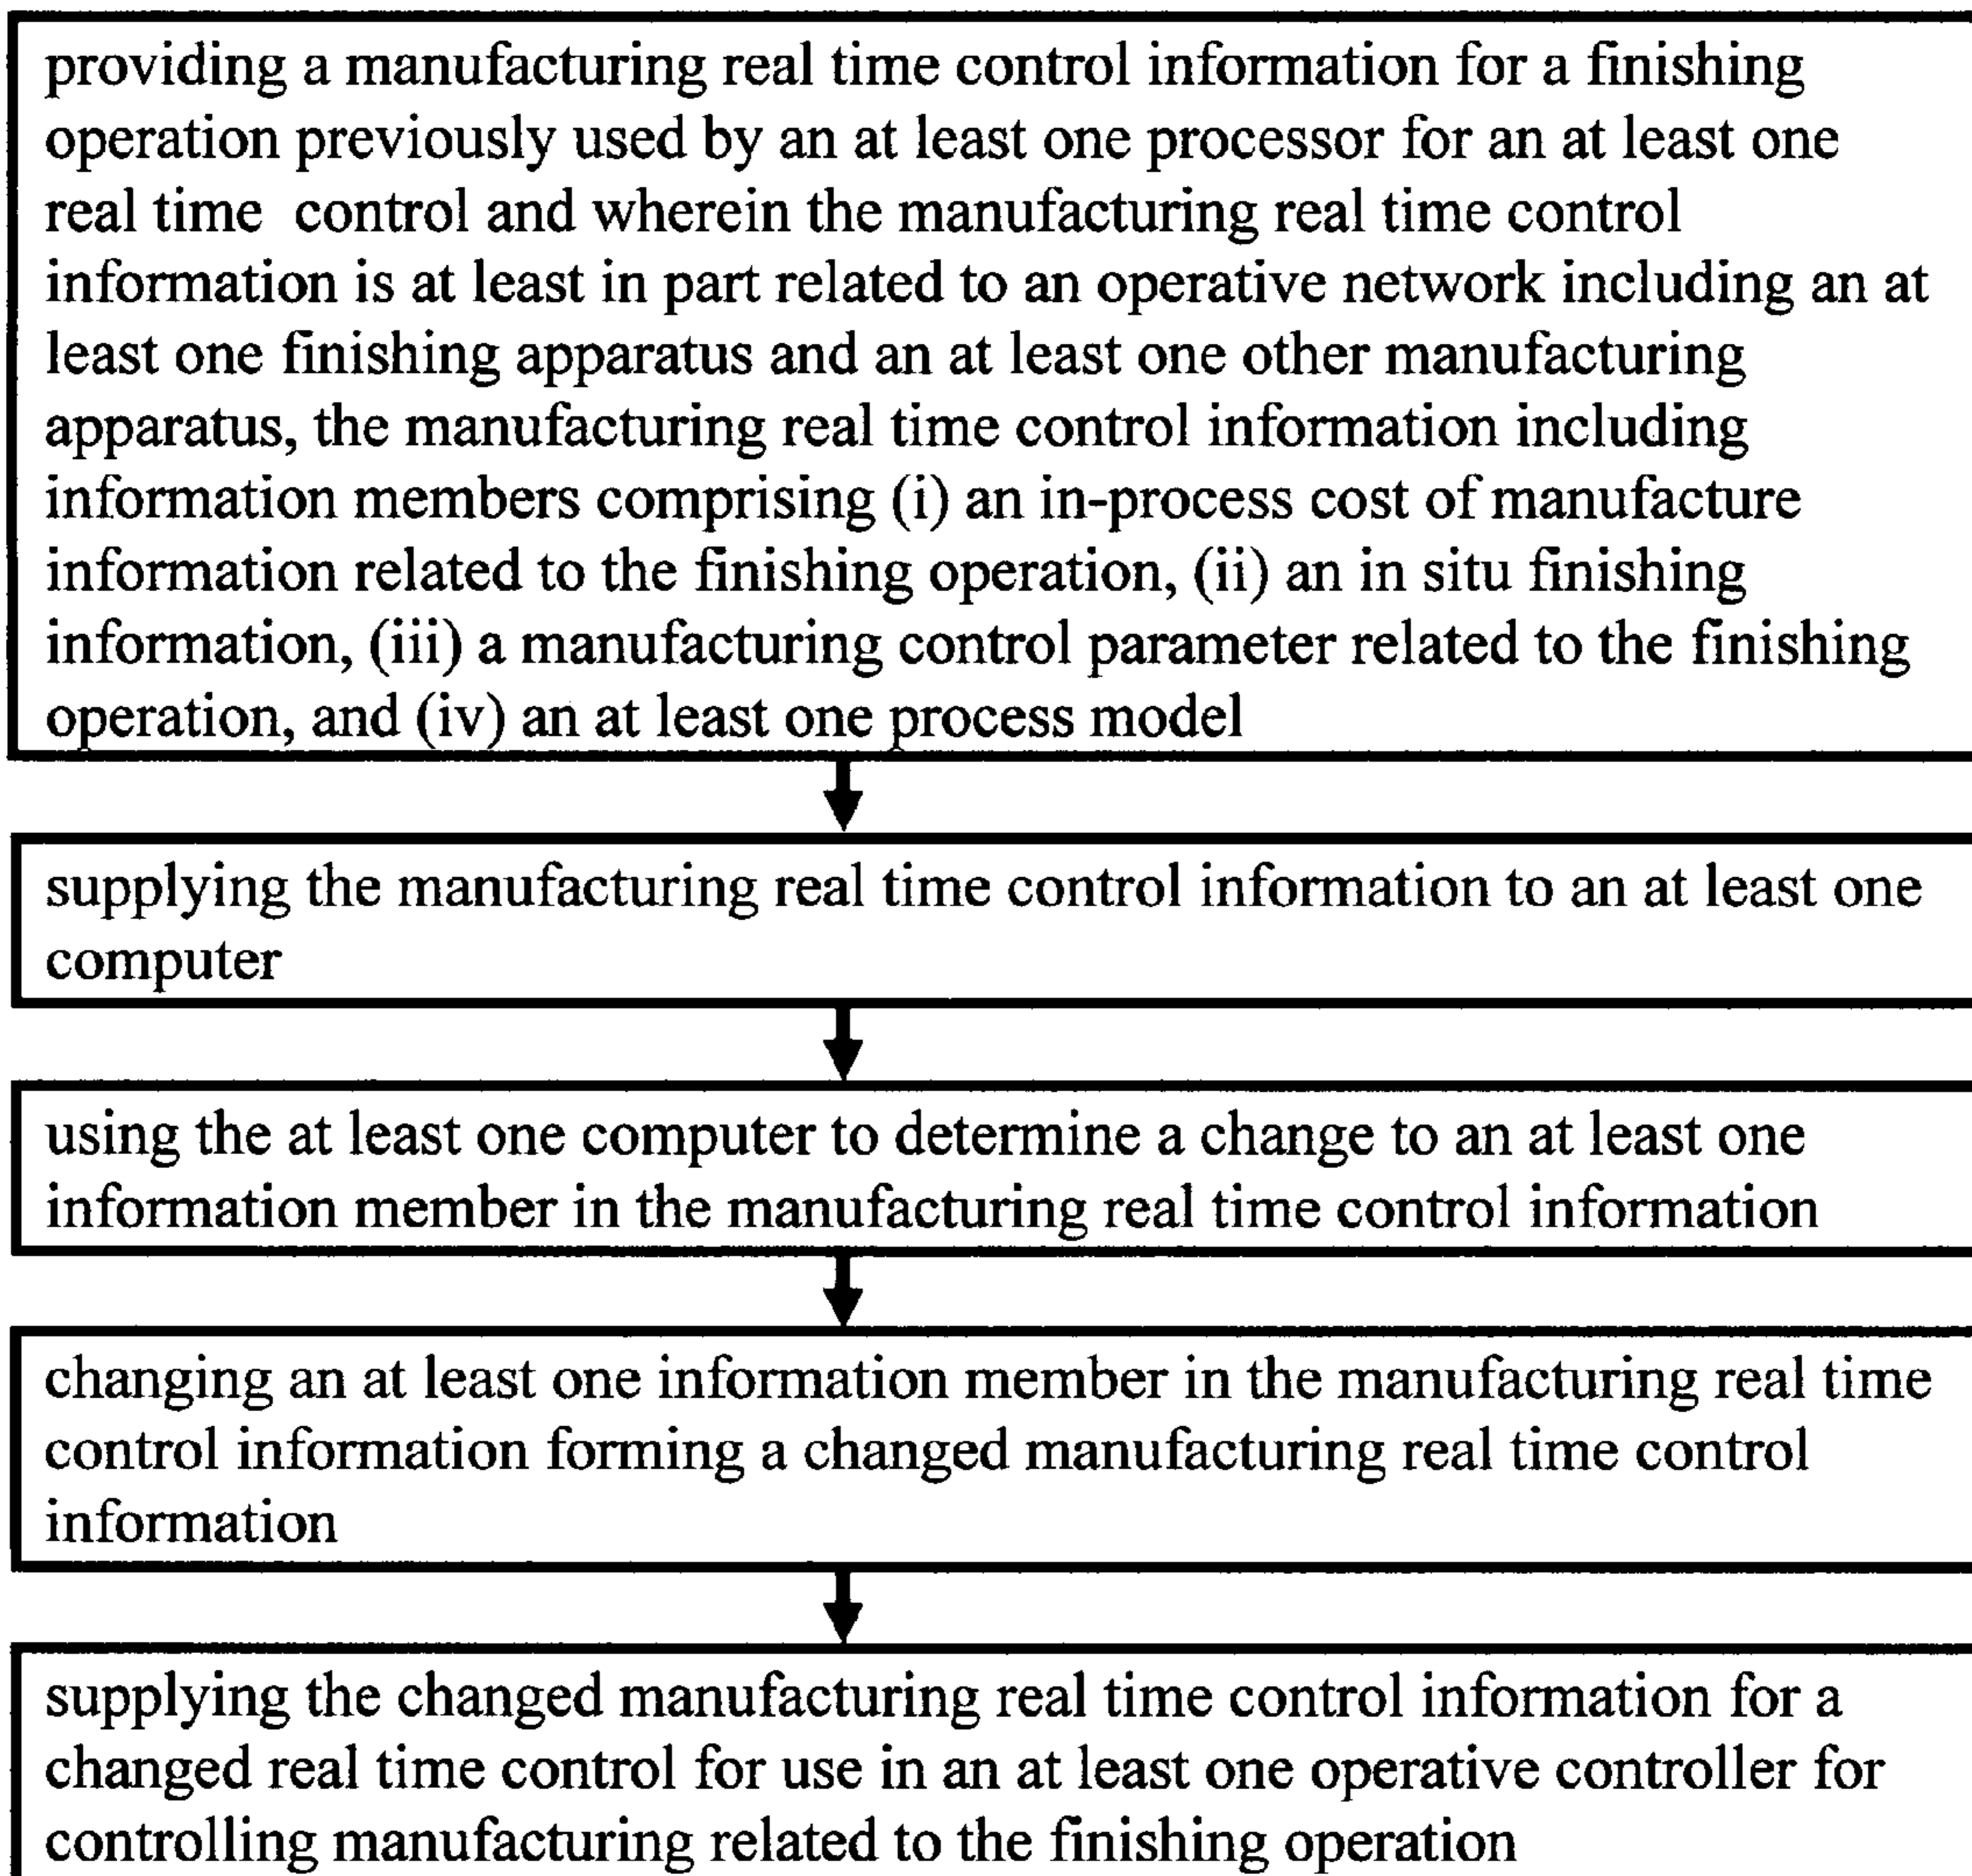 providing a manufacturing real time control information for a finishing
operation previously used by an at least one processor for an at least one
real time control and wherein the manufacturing real time control
information is at least in part related to an operative network including an at
least one finishing apparatus and an at least one other manufacturing
apparatus, the manufacturing real time control information including
information members comprising (i) an in-process cost of manufacture
information related to the finishing operation, (ii) an in situ finishing
information, (iii) a manufacturing control parameter related to the finishing
operation, and (iv) an at least one process model
supplying the manufacturing real time control information to an at least one
computer
using the at least one computer to determine a change to an at least one
information member in the manufacturing real time control information
changing an at least one information member in the manufacturing real time
control information forming a changed manufacturing real time control
information
supplying the changed manufacturing real time control information for a
changed real time control for use in an at least one operative controller for
controlling manufacturing related to the finishing operation